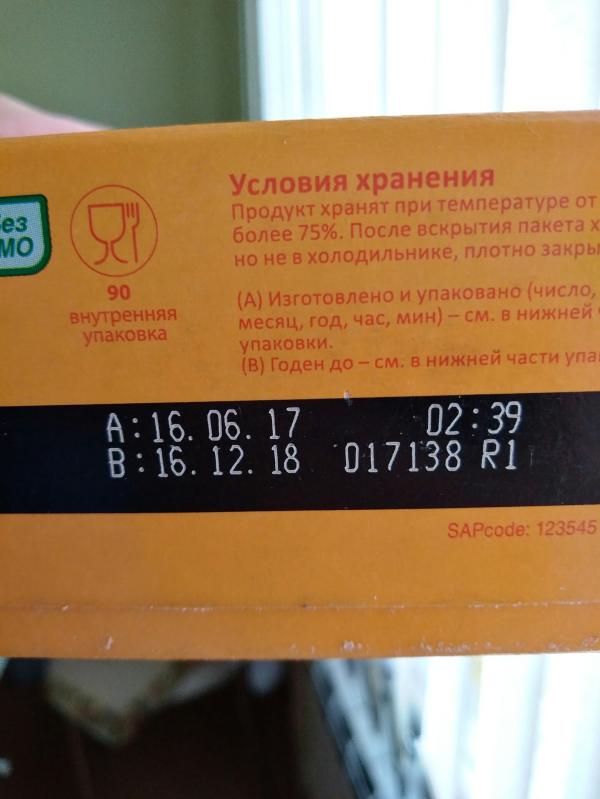 без
МО
90
внутренняя
упаковка
Условия хранения
Продукт хранят при температуре от
более 75%. После вскрытия пакета х
но не в холодильнике, плотно закры
(А) Изготовлено и упаковано (число,
месяц, год, час, мин) – см. в нижней
упаковки.
(В) Годен до – см. в нижней части упа
A:16.06.17 02:39
B:16.12.18 017138 R1
SAPcode: 123545